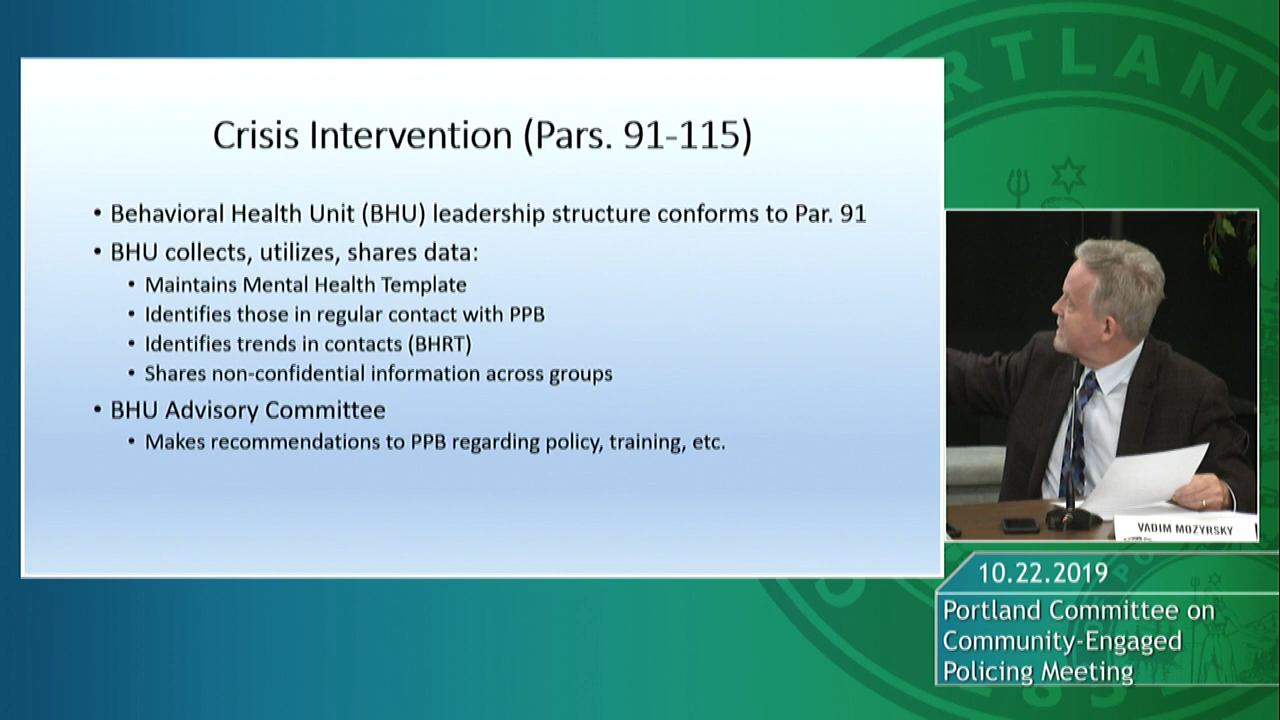 Crisis Intervention (Pars. 91-115)
• Behavioral Health Unit (BHU) leadership structure conforms to Par. 91
• BHU collects, utilizes, shares data:
• Maintains Mental Health Template
• Identifies those in regular contact with PPB
• Identifies trends in contacts (BHRT)
• Shares non-confidential information across groups
• BHU Advisory Committee
• Makes recommendations to PPB regarding policy, training, etc.
PORTLAND
VADIM MOZYRSKY
10.22.2019
Portland Committee on
Community-Engaged
Policing Meeting